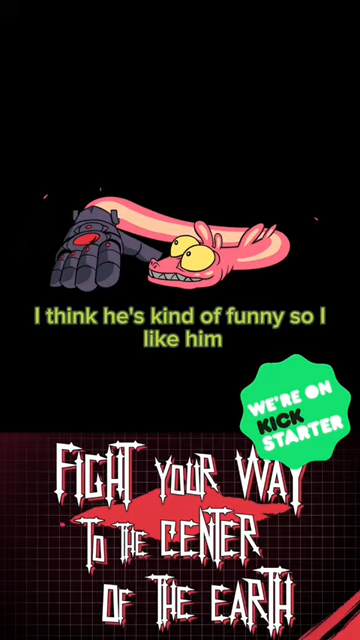 I think he's kind of funny so I
like him
WE'RE ON
KICK
STARTER
FIGHT YOUR WAY
TO THE CENTER
OF THE EARTH